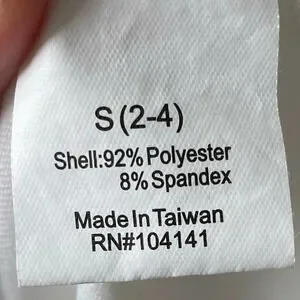 S (2-4)
Shell:92% Polyester
8% Spandex
Made In Taiwan
RN#104141